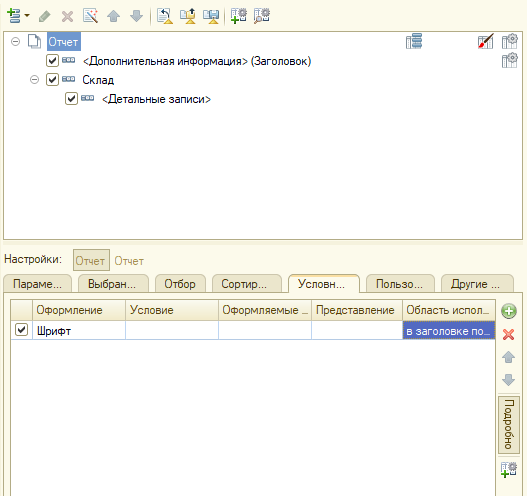 Отчет
<Дополнительная информация> (Заголовок)
Склад
<Детальные записи>
Настройки: Отчет Отчет
Параме... Выбран... Отбор Сортир... Условн... Пользо... Другие ...
Оформление Условие Оформляемые ... Представление Область испол...
Шрифт в заголовке по...
Подробно